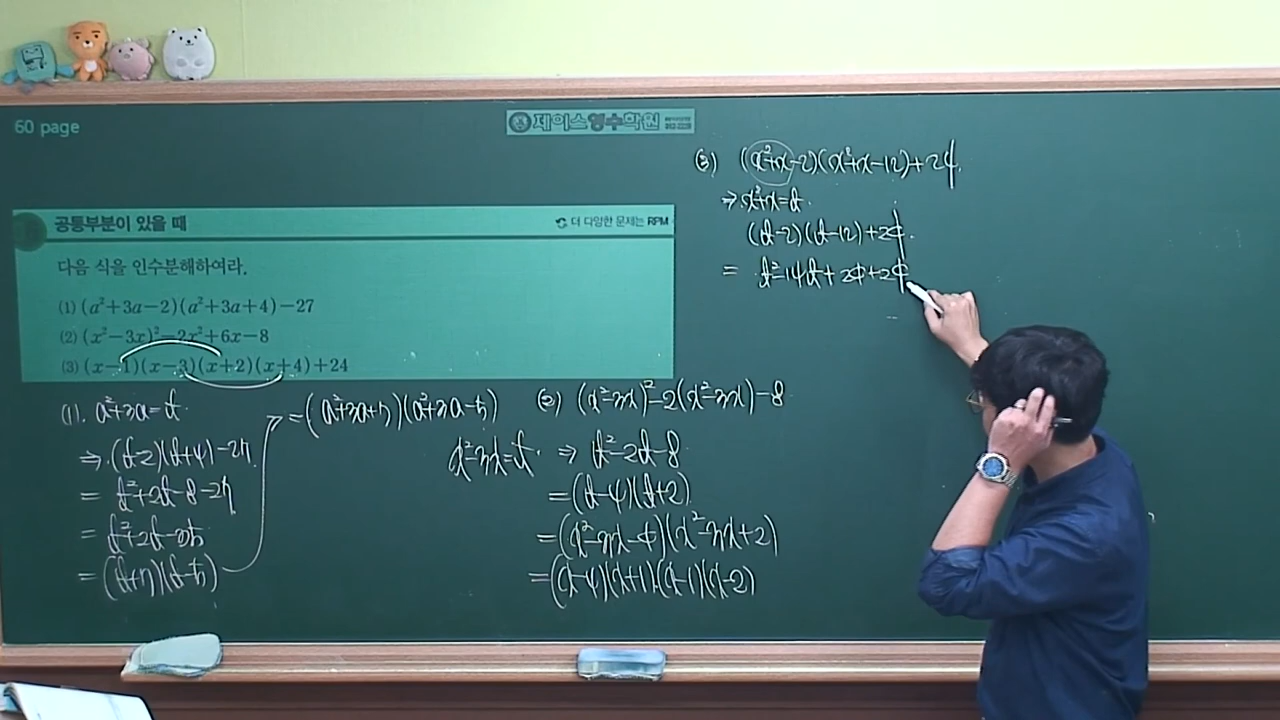 60 page
제이스영수학원
공통부분이 있을 때
더 다양한 문제는 RPM
다음 식을 인수분해하여라.
(1) (a²+3a−2)(a²+3a+4)−27
(2) (x²−3x)²−2x²+6x−8
(3) (x−1)(x−3)(x+2)(x+4)+24
(1). a²+3a=t
⇒ (t-2)(t+4)-27
= t²+2t-8-27
= t²+2t-35
= (t+7)(t-5)
= (a²+3a+7)(a²+3a-5)
(2) (x²-3x)²-2(x²-3x)-8
x²-3x=t ⇒ t²-2t-8
=(t-4)(t+2)
=(x²-3x-4)(x²-3x+2)
=(x-4)(x+1)(x-1)(x-2)
(3) (x²+x-2)(x²+x-12)+24
⇒ x²+x=t
(t-2)(t-12)+24
= t²-14t+24+24